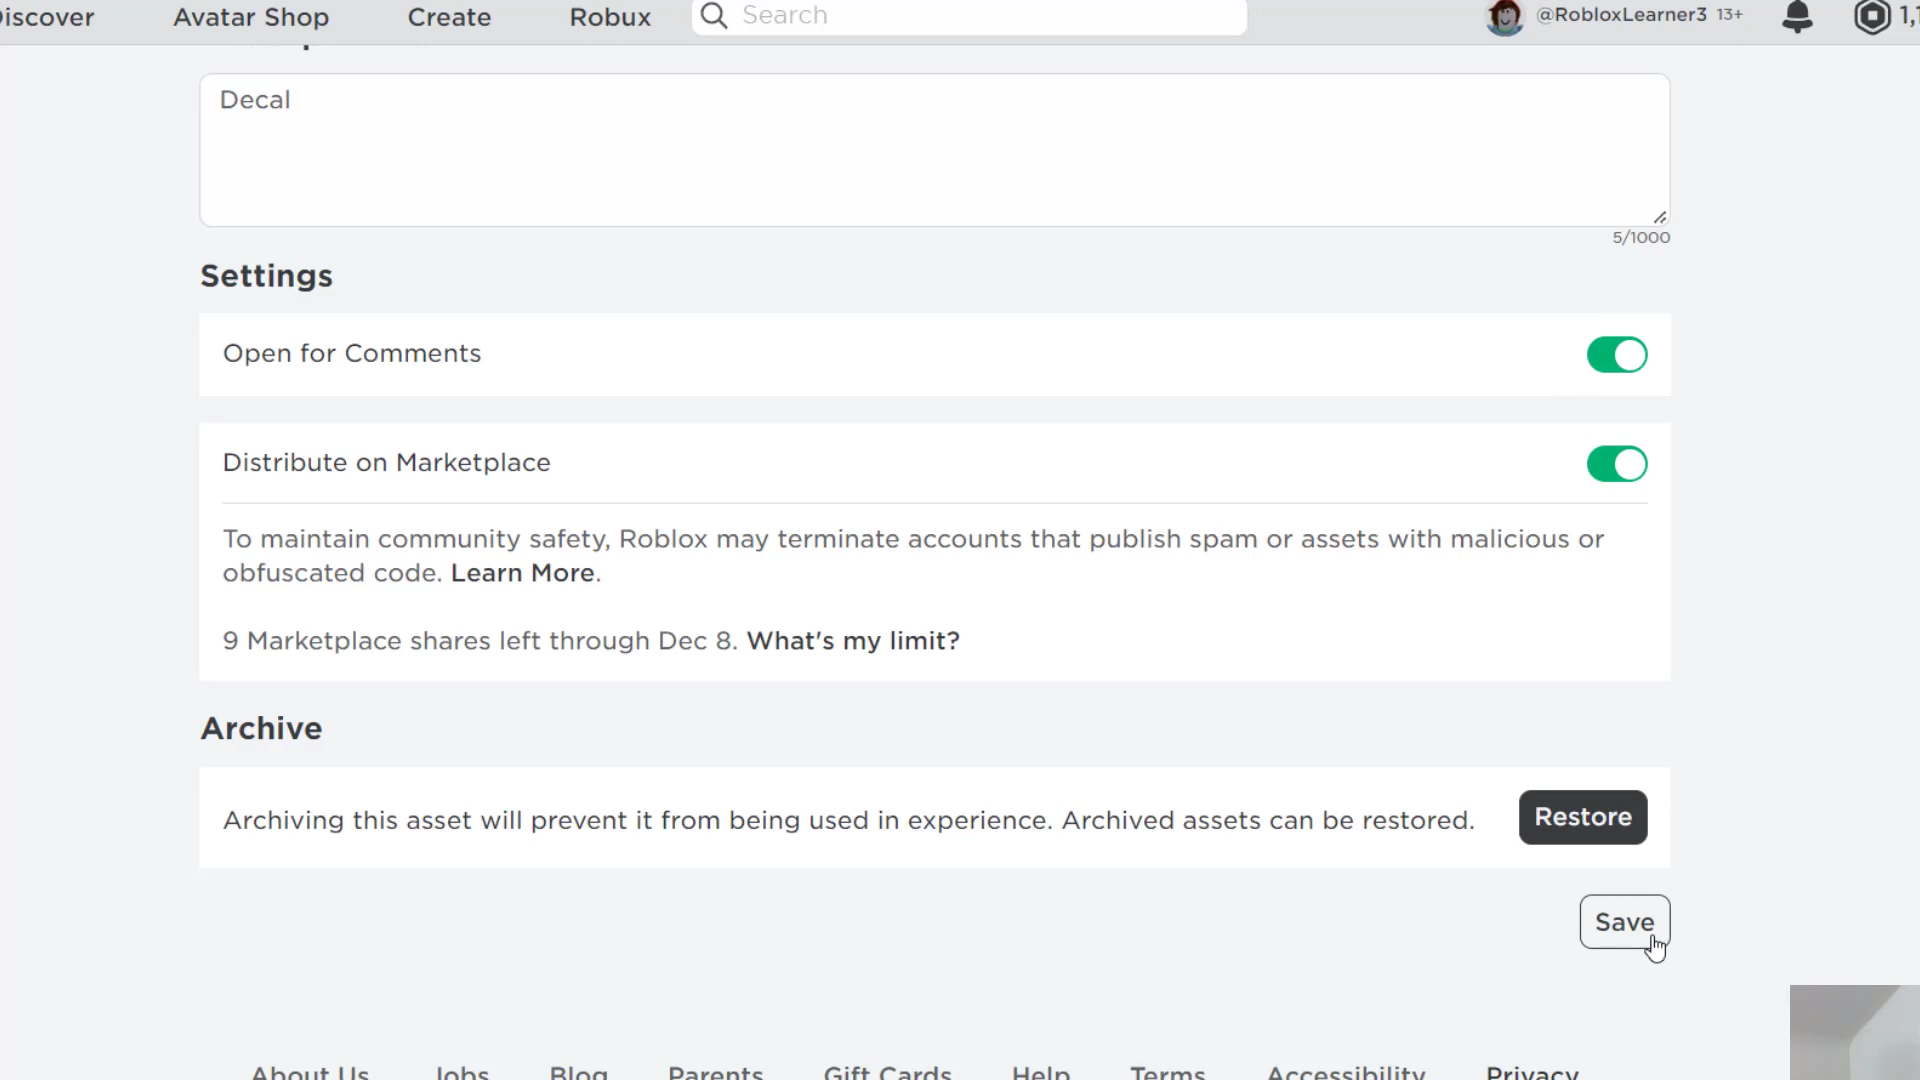 Discover Avatar Shop Create Robux Search @RobloxLearner3 13+
Decal
5/1000
Settings
Open for Comments
Distribute on Marketplace
To maintain community safety, Roblox may terminate accounts that publish spam or assets with malicious or
obfuscated code. Learn More.
9 Marketplace shares left through Dec 8. What's my limit?
Archive
Archiving this asset will prevent it from being used in experience. Archived assets can be restored.
Restore
Save
About Us Jobs Blog Parents Gift Cards Help Terms Accessibility Privacy